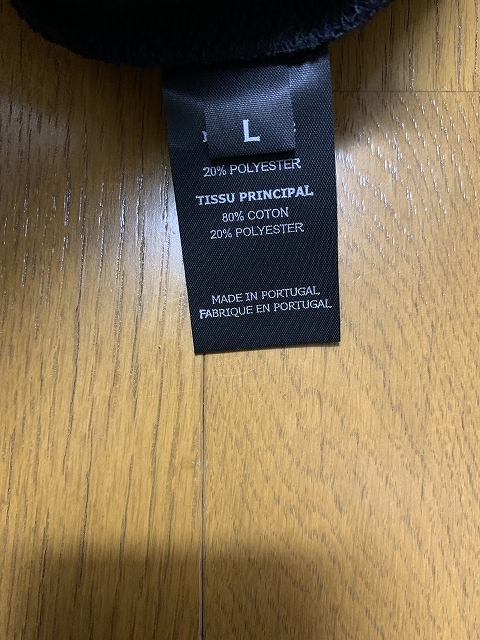 L
20% POLYESTER
TISSU PRINCIPAL
80% COTON
20% POLYESTER
MADE IN PORTUGAL
FABRIQUE EN PORTUGAL